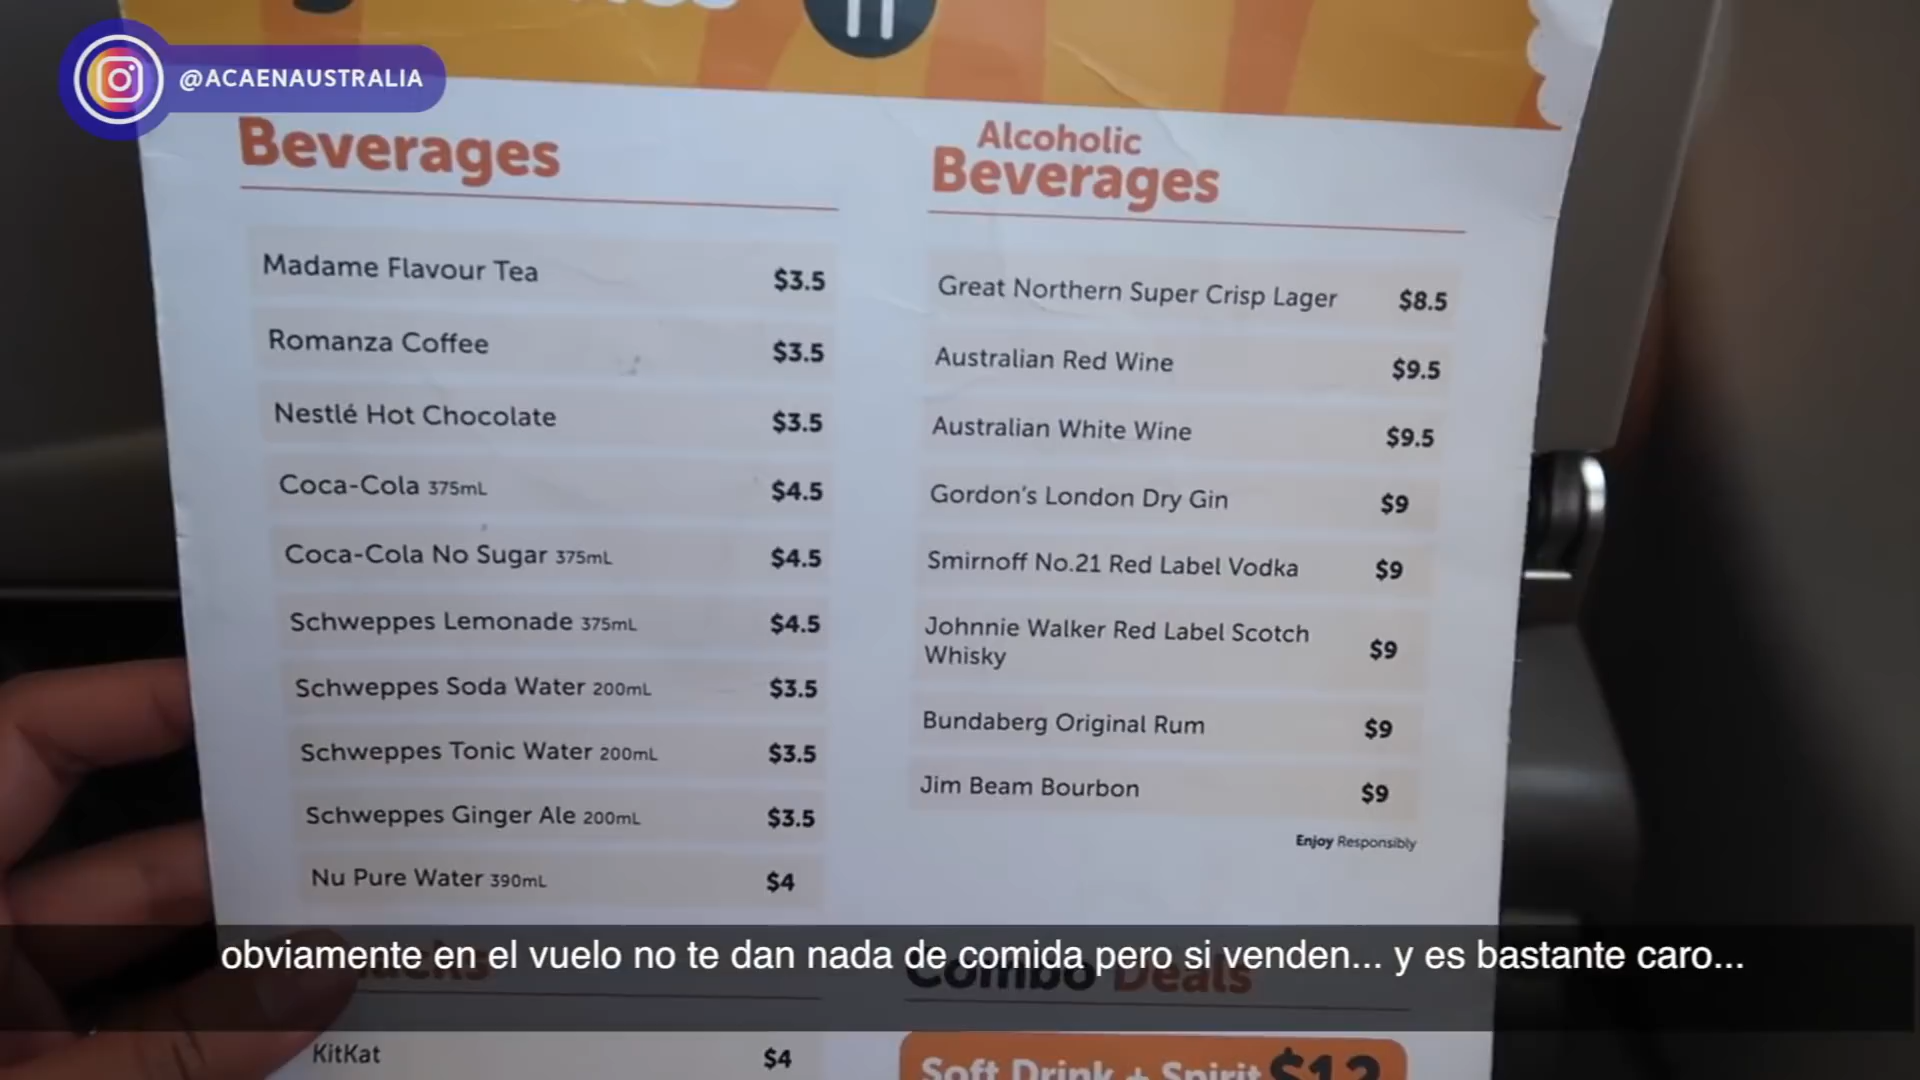 @ACAENAUSTRALIA
Beverages
Madame Flavour Tea $3.5
Romanza Coffee $3.5
Nestlé Hot Chocolate $3.5
Coca-Cola 375mL $4.5
Coca-Cola No Sugar 375mL $4.5
Schweppes Lemonade 375mL $4.5
Schweppes Soda Water 200mL $3.5
Schweppes Tonic Water 200mL $3.5
Schweppes Ginger Ale 200mL $3.5
Nu Pure Water 390mL $4
Alcoholic
Beverages
Great Northern Super Crisp Lager $8.5
Australian Red Wine $9.5
Australian White Wine $9.5
Gordon's London Dry Gin $9
Smirnoff No.21 Red Label Vodka $9
Johnnie Walker Red Label Scotch
Whisky $9
Bundaberg Original Rum $9
Jim Beam Bourbon $9
Enjoy Responsibly
obviamente en el vuelo no te dan nada de comida pero si venden... y es bastante caro...
KitKat $4
Combo Deals
Soft Drink + Spirit $12